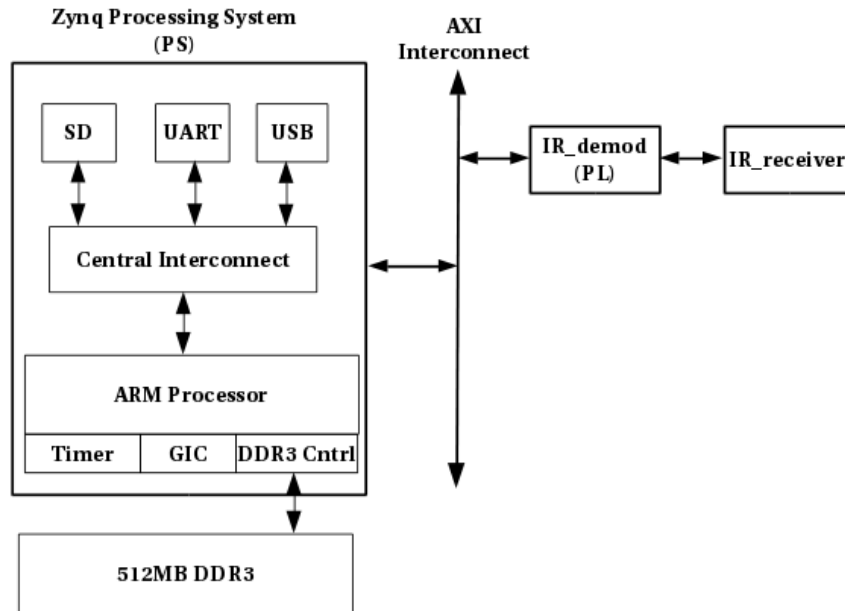 Zynq Processing System
(PS)
AXI
Interconnect
SD
UART
USB
IR_demod
(PL)
IR_receiver
Central Interconnect
ARM Processor
Timer
GIC
DDR3 Cntrl
512MB DDR3